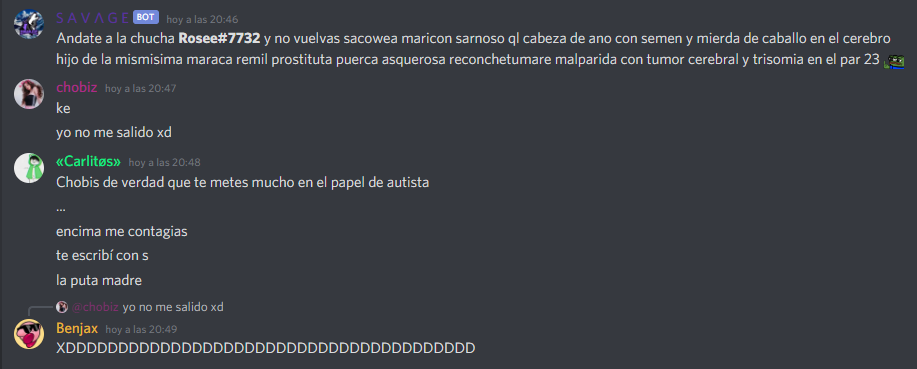 S A V Λ G E BOT hoy a las 20:46
Andate a la chucha Rosee#7732 y no vuelvas sacowea maricon sarnoso ql cabeza de ano con semen y mierda de caballo en el cerebro
hijo de la mismisima maraca remil prostituta puerca asquerosa reconchetumare malparida con tumor cerebral y trisomia en el par 23
chobiz hoy a las 20:47
ke
yo no me salido xd
«Carlitøs» hoy a las 20:48
Chobis de verdad que te metes mucho en el papel de autista
...
encima me contagias
te escribí con s
la puta madre
@chobiz yo no me salido xd
Benjax hoy a las 20:49
XDDDDDDDDDDDDDDDDDDDDDDDDDDDDDDDDDDDDDDD